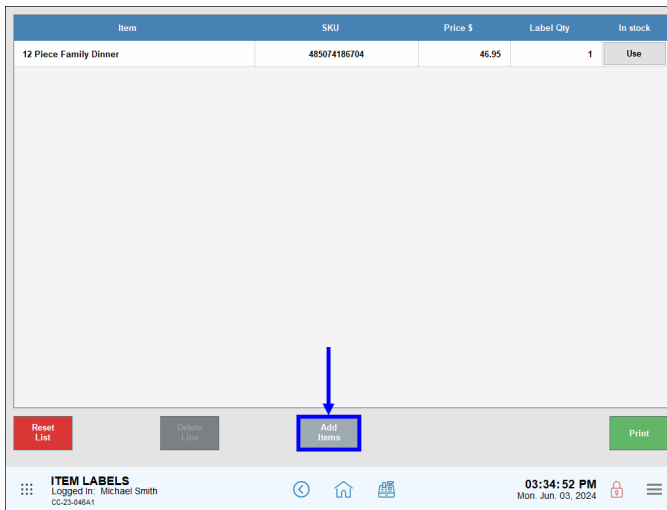 Item SKU Price $ Label Qty In stock
12 Piece Family Dinner 485074186704 46.95 1 Use
Reset
List
Delete
Line
Add
Items
Print
ITEM LABELS
Logged In: Michael Smith
CC-23-046A1
03:34:52 PM
Mon. Jun. 03, 2024